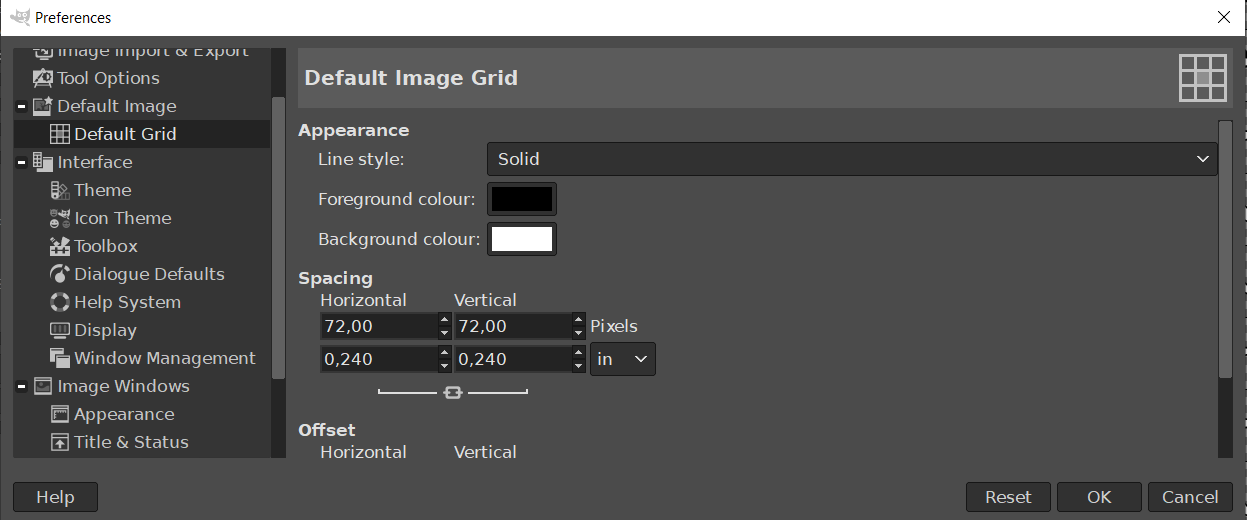 Preferences
Image Import & Export
Tool Options
Default Image
Default Grid
Interface
Theme
Icon Theme
Toolbox
Dialogue Defaults
Help System
Display
Window Management
Image Windows
Appearance
Title & Status
Default Image Grid
Appearance
Line style: Solid
Foreground colour:
Background colour:
Spacing
Horizontal Vertical
72,00 72,00 Pixels
0,240 0,240 in
Offset
Horizontal Vertical
Help Reset OK Cancel